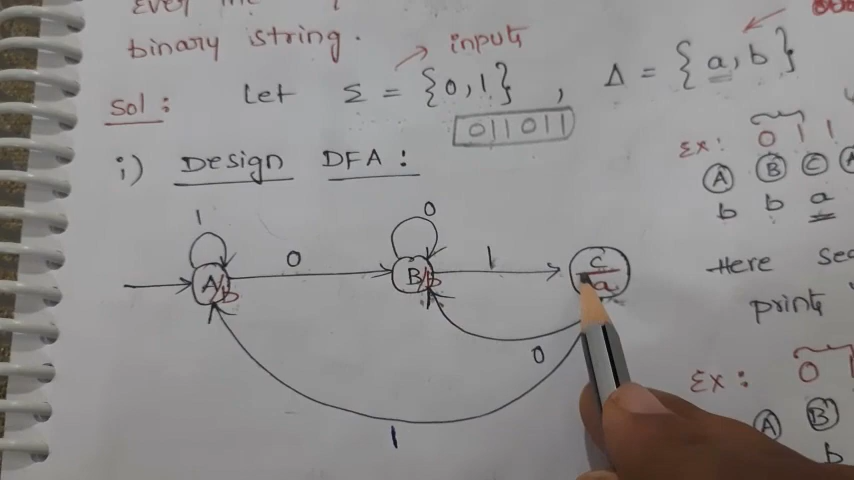 binary string.
inputs
Sol: Let Σ = {0,1}, Δ = {a,b}
011011
i) Design DFA:
Ex: 0 1 1
A B C
b b a
1
0
0
1
A/b
B/b
C
a
0
1
Here
print
Ex: 0
A B
b